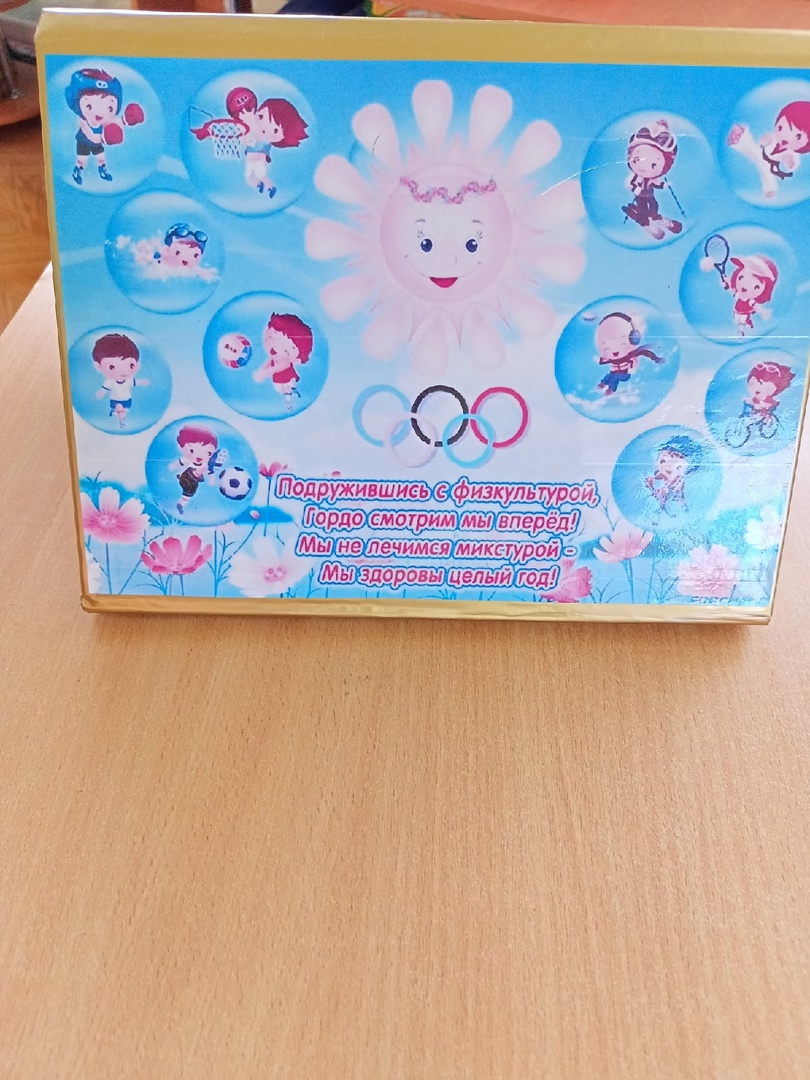 Подружившись с физкультурой,
Гордо смотрим мы вперёд!
Мы не лечимся микстурой -
Мы здоровы целый год!